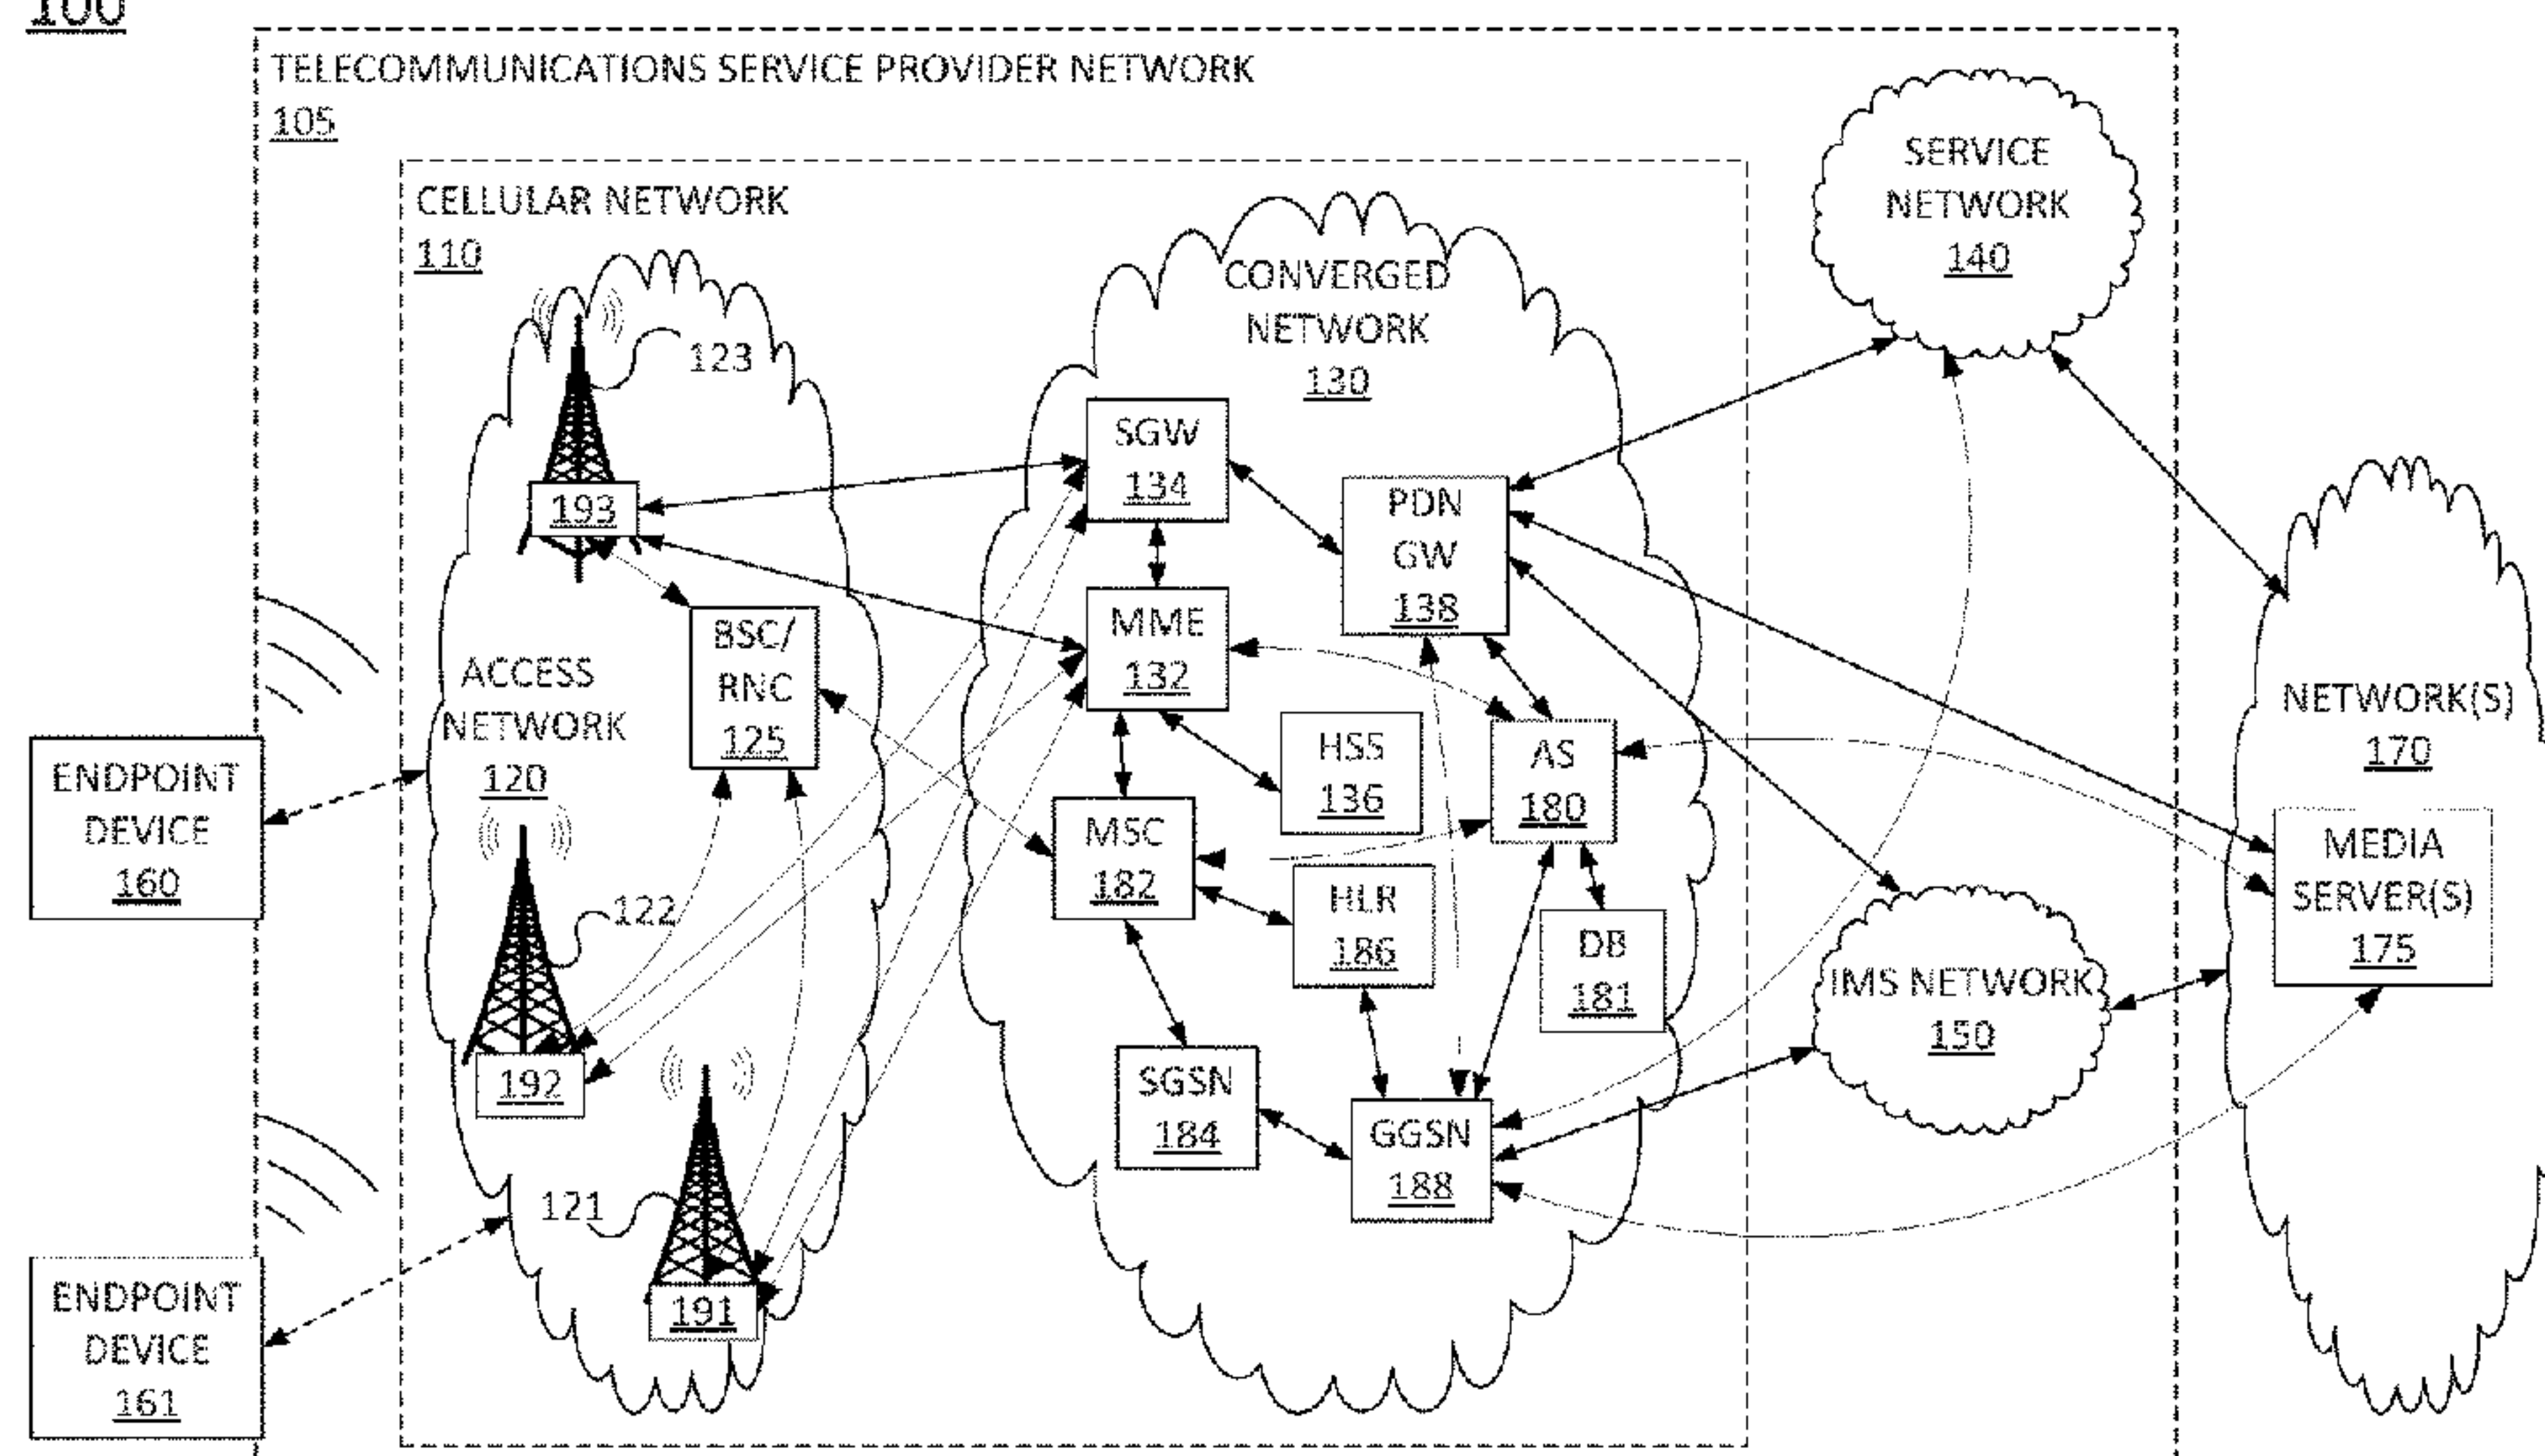 100
TELECOMMUNICATIONS SERVICE PROVIDER NETWORK
105
CELLULAR NETWORK
110
SERVICE
NETWORK
140
CONVERGED
NETWORK
130
123
193
SGW
134
PDN
GW
138
BSC/
RNC
125
MME
132
ACCESS
NETWORK
120
HSS
136
AS
180
NETWORK(S)
170
ENDPOINT
DEVICE
160
MSC
182
HLR
186
DB
181
MEDIA
SERVER(S)
175
122
192
IMS NETWORK
150
SGSN
184
GGSN
188
121
191
ENDPOINT
DEVICE
161